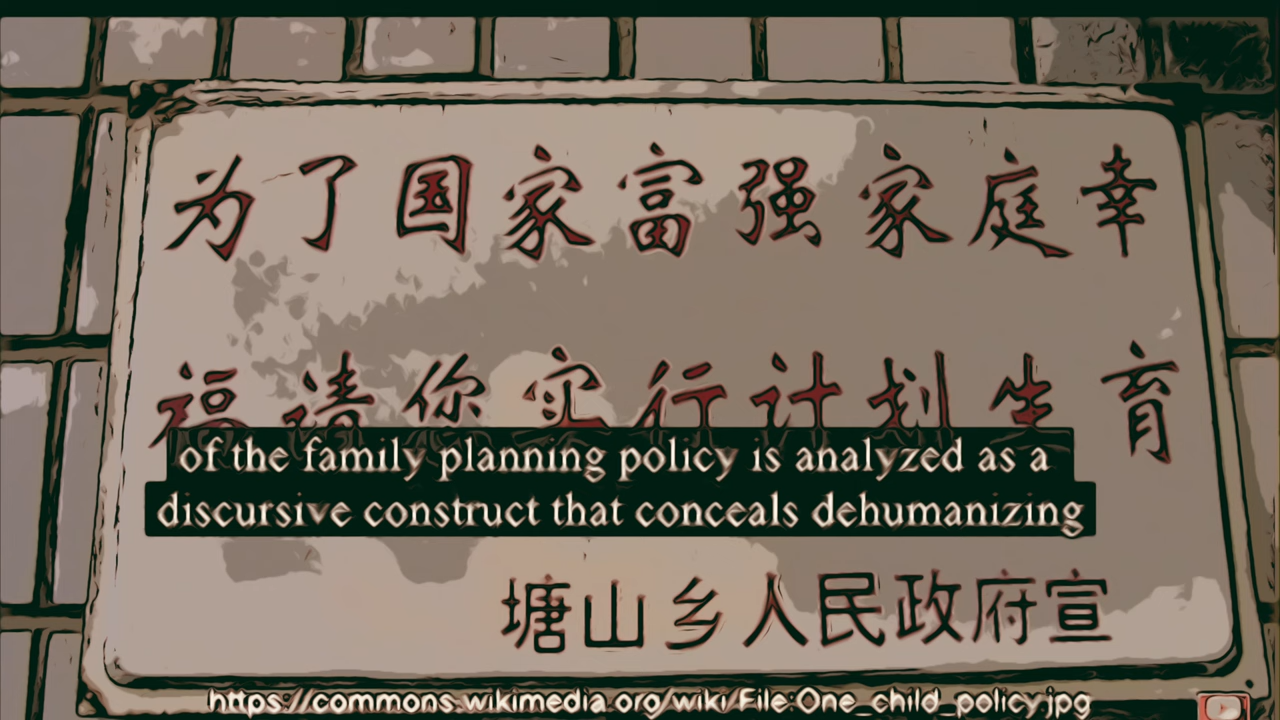 为了国家富强家庭幸
福请你实行计划生育
of the family planning policy is analyzed as a
discursive construct that conceals dehumanizing
塘山乡人民政府宣
https://commons.wikimedia.org/wiki/File:One_child_policy.jpg